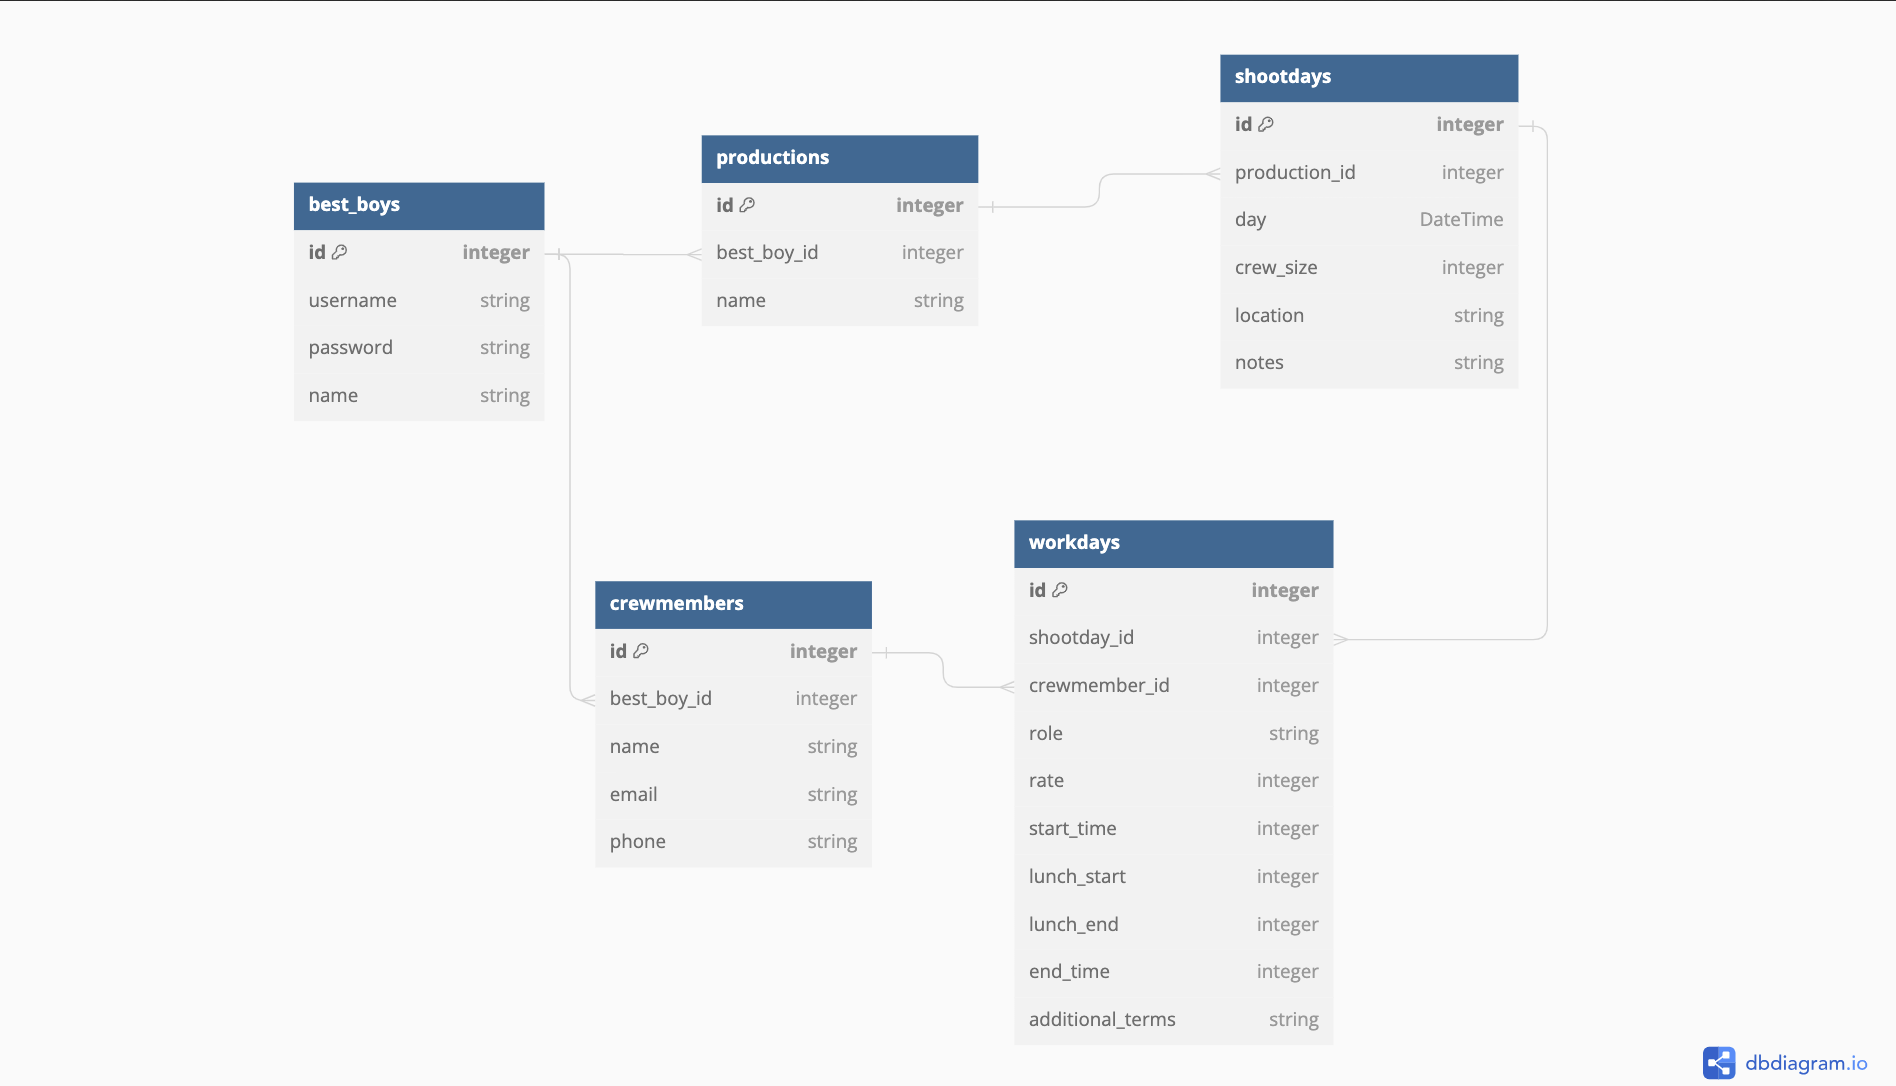 best_boys
id integer
username string
password string
name string
productions
id integer
best_boy_id integer
name string
shootdays
id integer
production_id integer
day DateTime
crew_size integer
location string
notes string
crewmembers
id integer
best_boy_id integer
name string
email string
phone string
workdays
id integer
shootday_id integer
crewmember_id integer
role string
rate integer
start_time integer
lunch_start integer
lunch_end integer
end_time integer
additional_terms string
dbdiagram.io